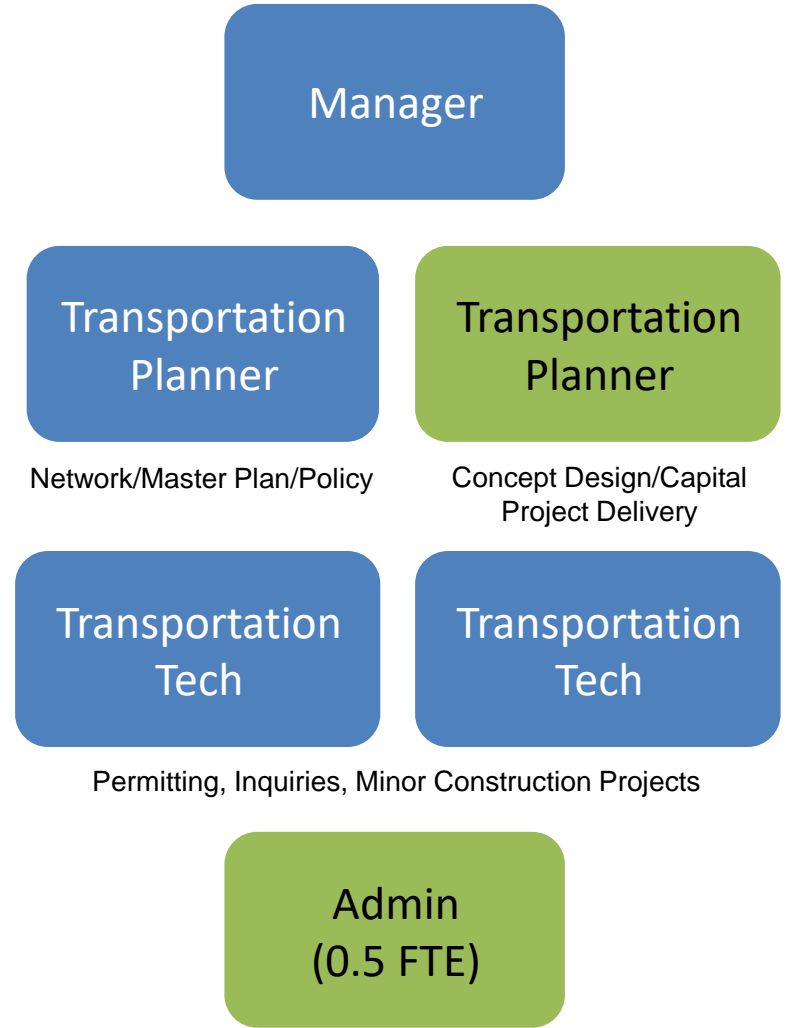 Manager
Transportation
Planner
Transportation
Planner
Network/Master Plan/Policy
Concept Design/Capital
Project Delivery
Transportation
Tech
Transportation
Tech
Permitting, Inquiries, Minor Construction Projects
Admin
(0.5 FTE)